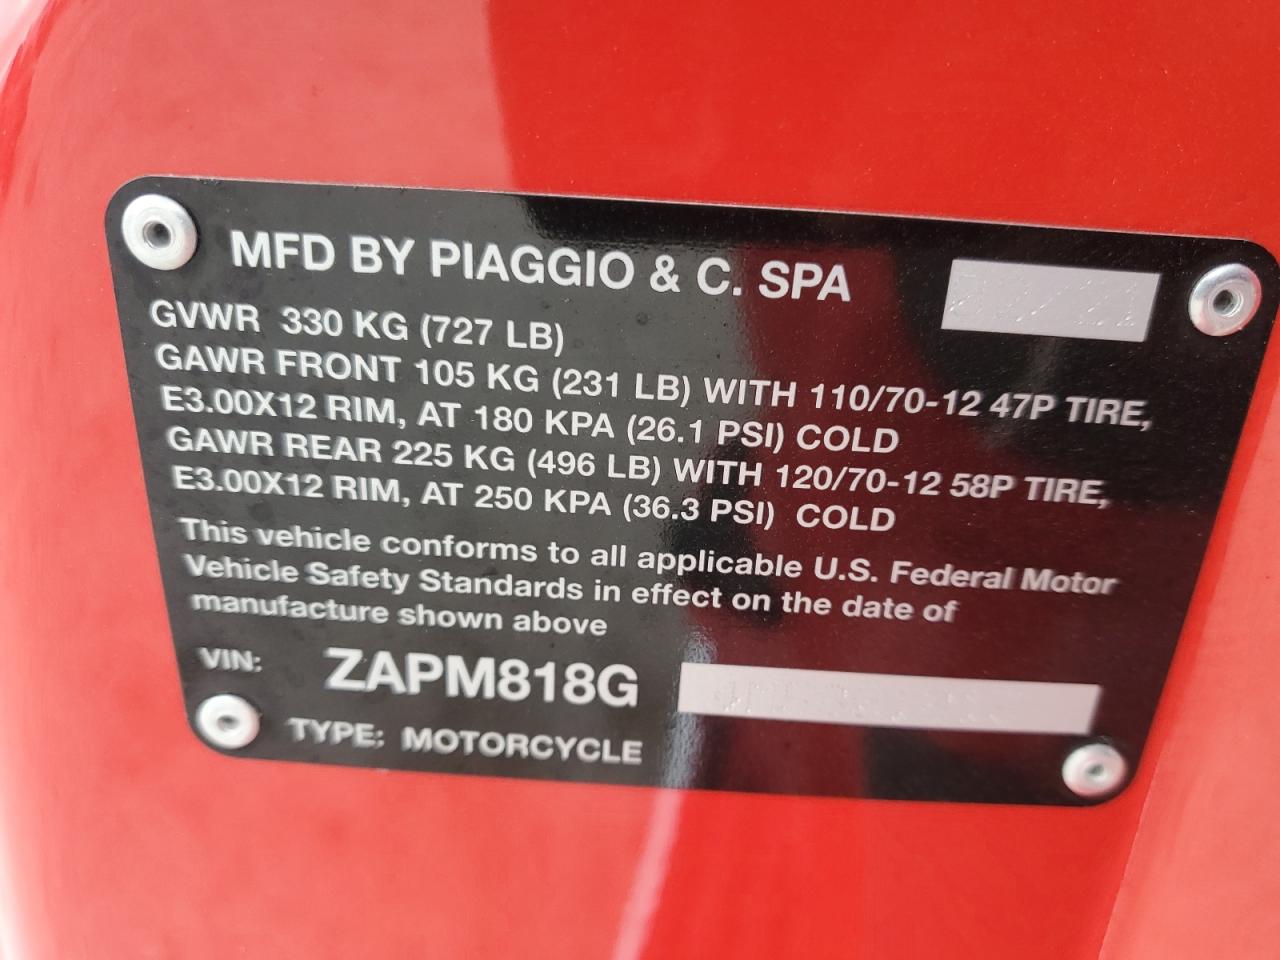 MFD BY PIAGGIO & C. SPA
GVWR 330 KG (727 LB)
GAWR FRONT 105 KG (231 LB) WITH 110/70-12 47P TIRE,
E3.00X12 RIM, AT 180 KPA (26.1 PSI) COLD
GAWR REAR 225 KG (496 LB) WITH 120/70-12 58P TIRE,
E3.00X12 RIM, AT 250 KPA (36.3 PSI) COLD
This vehicle conforms to all applicable U.S. Federal Motor
Vehicle Safety Standards in effect on the date of
manufacture shown above
VIN: ZAPM818G
TYPE: MOTORCYCLE